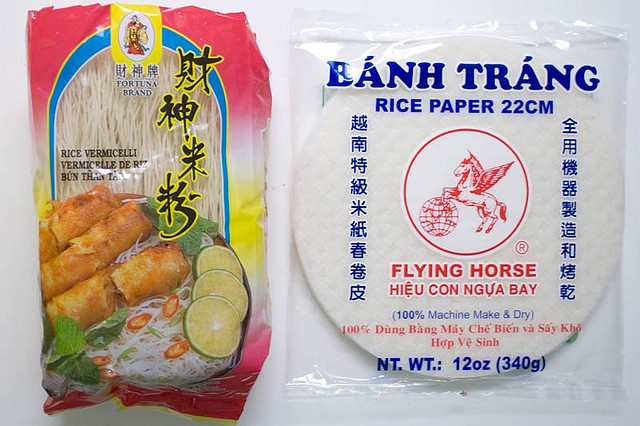 財神牌
FORTUNA
BRAND
財神米粉
RICE VERMICELLI
VERMICELLE DE RIZ
BÚN THẦN TÀI
BÁNH TRÁNG
RICE PAPER 22CM
越南特級米紙春卷皮
全用機器製造和烤乾
®
FLYING HORSE
HIỆU CON NGỰA BAY
(100% Machine Make & Dry)
100% Dùng Bằng Máy Chế Biến và Sấy Khô
Hợp Vệ Sinh
NT. WT.: 12oz (340g)